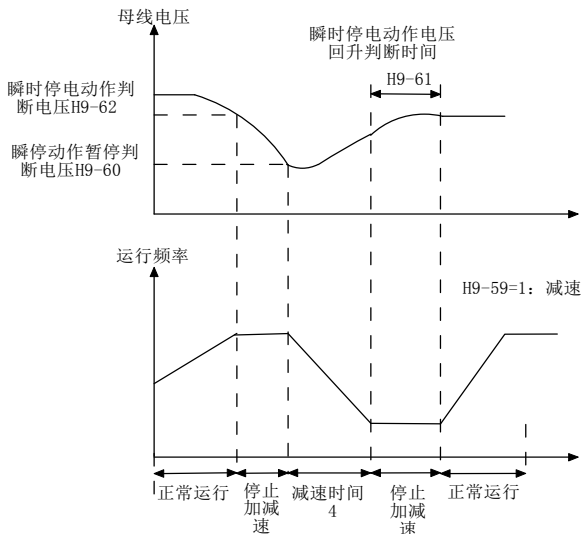 母线电压
瞬时停电动作电压
回升判断时间
H9-61
瞬时停电动作判
断电压H9-62
瞬停动作暂停判
断电压H9-60
运行频率
H9-59=1: 减速
正常运行
停止
加减
速
减速时间
4
停止
加减
速
正常运行